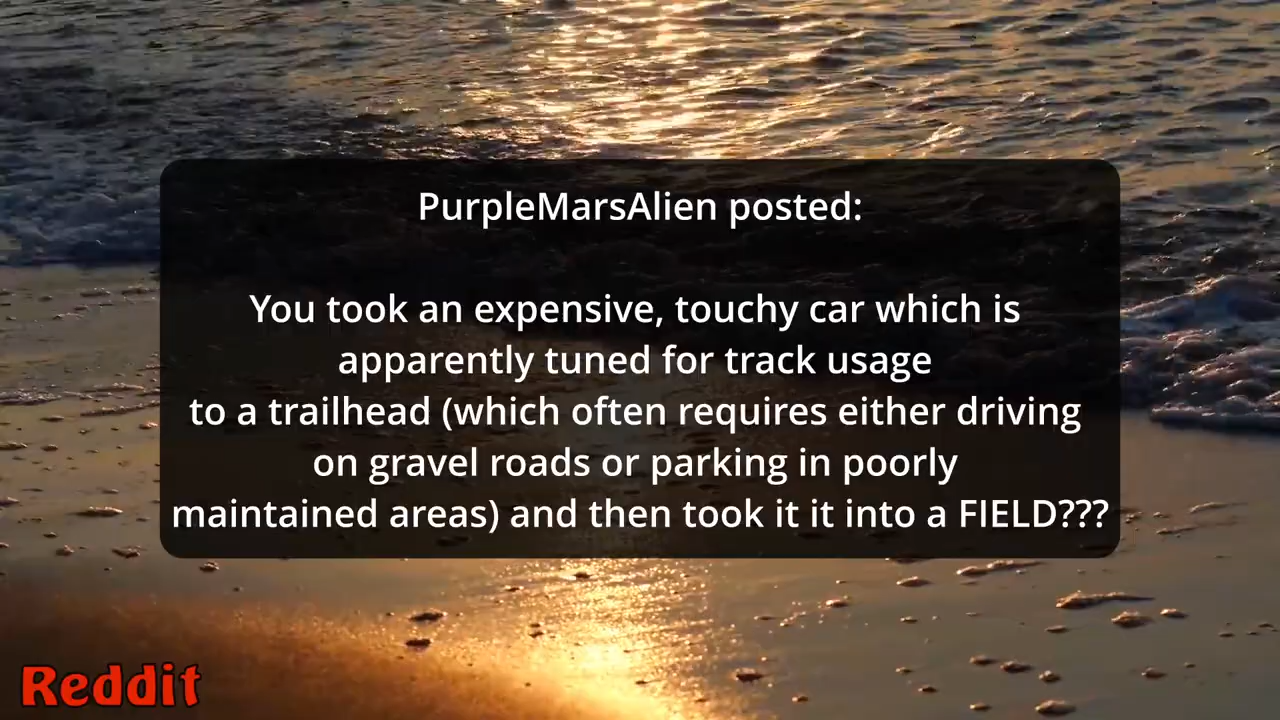 PurpleMarsAlien posted:
You took an expensive, touchy car which is
apparently tuned for track usage
to a trailhead (which often requires either driving
on gravel roads or parking in poorly
maintained areas) and then took it it into a FIELD???
Reddit